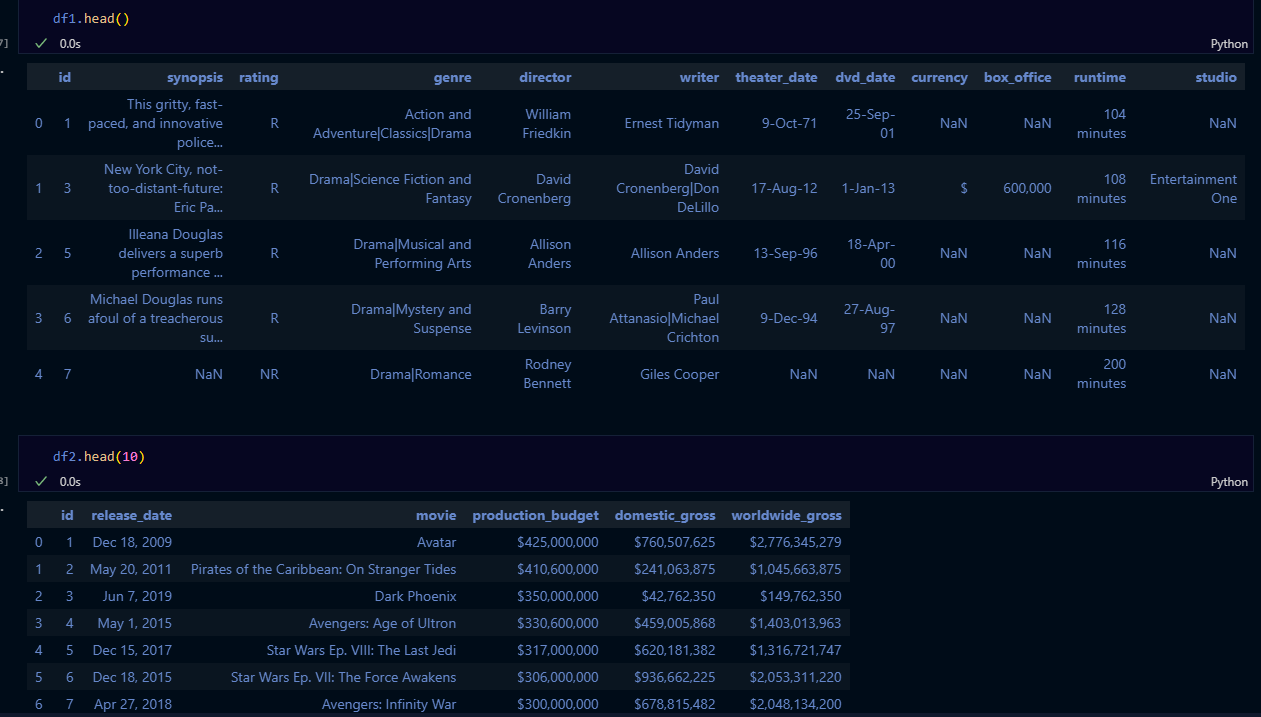 df1.head()
7]
0.0s
Python
id synopsis rating genre director writer theater_date dvd_date currency box_office runtime studio
0 1 This gritty, fast-paced, and innovative police... R Action and Adventure|Classics|Drama William Friedkin Ernest Tidyman 9-Oct-71 25-Sep-01 NaN NaN 104 minutes NaN
1 3 New York City, not-too-distant-future: Eric Pa... R Drama|Science Fiction and Fantasy David Cronenberg David Cronenberg|Don DeLillo 17-Aug-12 1-Jan-13 $ 600,000 108 minutes Entertainment One
2 5 Illeana Douglas delivers a superb performance ... R Drama|Musical and Performing Arts Allison Anders Allison Anders 13-Sep-96 18-Apr-00 NaN NaN 116 minutes NaN
3 6 Michael Douglas runs afoul of a treacherous su... R Drama|Mystery and Suspense Barry Levinson Paul Attanasio|Michael Crichton 9-Dec-94 27-Aug-97 NaN NaN 128 minutes NaN
4 7 NaN NR Drama|Romance Rodney Bennett Giles Cooper NaN NaN NaN NaN 200 minutes NaN
df2.head(10)
8]
0.0s
Python
id release_date movie production_budget domestic_gross worldwide_gross
0 1 Dec 18, 2009 Avatar $425,000,000 $760,507,625 $2,776,345,279
1 2 May 20, 2011 Pirates of the Caribbean: On Stranger Tides $410,600,000 $241,063,875 $1,045,663,875
2 3 Jun 7, 2019 Dark Phoenix $350,000,000 $42,762,350 $149,762,350
3 4 May 1, 2015 Avengers: Age of Ultron $330,600,000 $459,005,868 $1,403,013,963
4 5 Dec 15, 2017 Star Wars Ep. VIII: The Last Jedi $317,000,000 $620,181,382 $1,316,721,747
5 6 Dec 18, 2015 Star Wars Ep. VII: The Force Awakens $306,000,000 $936,662,225 $2,053,311,220
6 7 Apr 27, 2018 Avengers: Infinity War $300,000,000 $678,815,482 $2,048,134,200